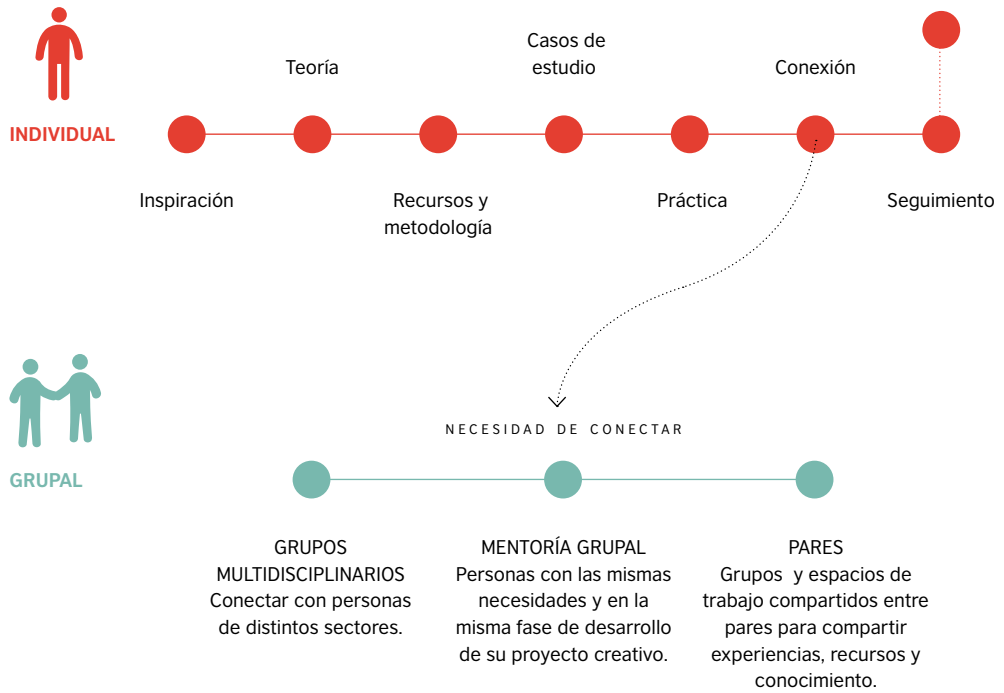 Casos de
estudio
Teoría
Conexión
INDIVIDUAL
Inspiración
Recursos y
metodología
Práctica
Seguimiento
NECESIDAD DE CONECTAR
GRUPAL
GRUPOS
MULTIDISCIPLINARIOS
Conectar con personas
de distintos sectores.
MENTORÍA GRUPAL
Personas con las mismas
necesidades y en la
misma fase de desarrollo
de su proyecto creativo.
PARES
Grupos y espacios de
trabajo compartidos entre
pares para compartir
experiencias, recursos y
conocimiento.